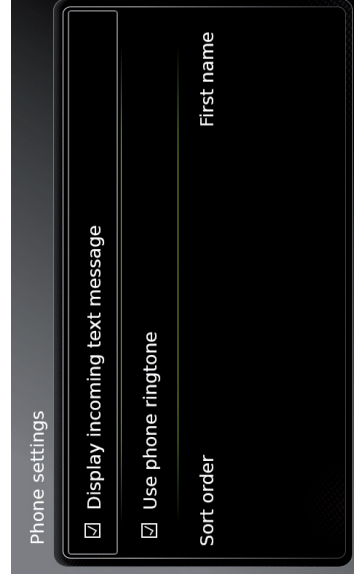 Phone settings
☑ Display incoming text message
☑ Use phone ringtone
Sort order First name